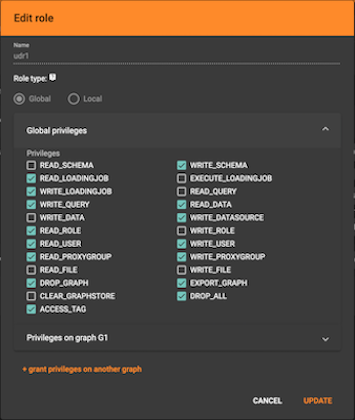 Edit role
Name
udr1
Role type:
Global Local
Global privileges
Privileges
READ_SCHEMA WRITE_SCHEMA
READ_LOADINGJOB EXECUTE_LOADINGJOB
WRITE_LOADINGJOB READ_QUERY
WRITE_QUERY READ_DATA
WRITE_DATA WRITE_DATASOURCE
READ_ROLE WRITE_ROLE
READ_USER WRITE_USER
READ_PROXYGROUP WRITE_PROXYGROUP
READ_FILE WRITE_FILE
DROP_GRAPH EXPORT_GRAPH
CLEAR_GRAPHSTORE DROP_ALL
ACCESS_TAG
Privileges on graph G1
+ grant privileges on another graph
CANCEL UPDATE